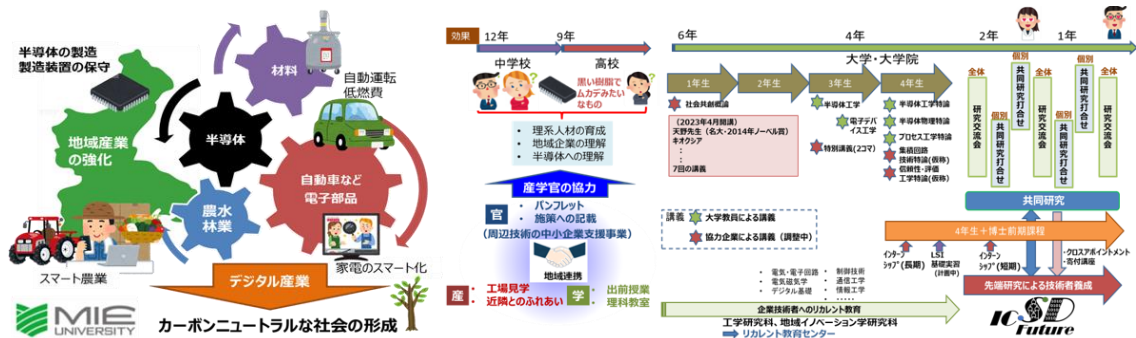 半導体の製造
製造装置の保守
材料
自動運転
低燃費
半導体
地域産業
の強化
自動車など
電子部品
農水
林業
スマート農業
デジタル産業
家電のスマート化
MIE
UNIVERSITY
カーボンニュートラルな社会の形成
効果
12年
9年
中学校
高校
黒い樹脂で
ムカデみたい
なもの
・ 理系人材の育成
・ 地域企業の理解
・ 半導体への理解
産学官の協力
官
・ パンフレット
・ 施策への記載
(周辺技術の中小企業支援事業)
地域連携
産
・ 工場見学
・ 近隣とのふれあい
学
・ 出前授業
・ 理科教室
6年
4年
2年
1年
大学・大学院
1年生
2年生
3年生
4年生
社会共創概論
(2023年4月開講)
天野先生(名大・2014年ノーベル賞)
キオクシア
:
:
7回の講義
半導体工学
電子デバ
イス工学
特別講義(2コマ)
半導体工学特論
半導体物理特論
プロセス工学特論
集積回路
技術特論(仮称)
信頼性・評価
工学特論(仮称)
全体
研究交流会
個別
共同研究打合せ
個別
共同研究打合せ
全体
研究交流会
個別
共同研究打合せ
個別
共同研究打合せ
全体
研究交流会
講義
大学教員による講義
協力企業による講義(調整中)
共同研究
4年生+博士前期課程
インターン
シップ(長期)
LSI
基礎実習
(計画中)
インターン
シップ(短期)
・クロスアポイントメント
・寄付講座
先端研究による技術者養成
・ 電気・電子回路
・ 電気磁気学
・ デジタル基礎
・ 制御技術
・ 通信工学
・ 情報工学
・ ・・・・・
企業技術者へのリカレント教育
工学研究科、地域イノベーション学研究科
リカレント教育センター
ICSD
Future